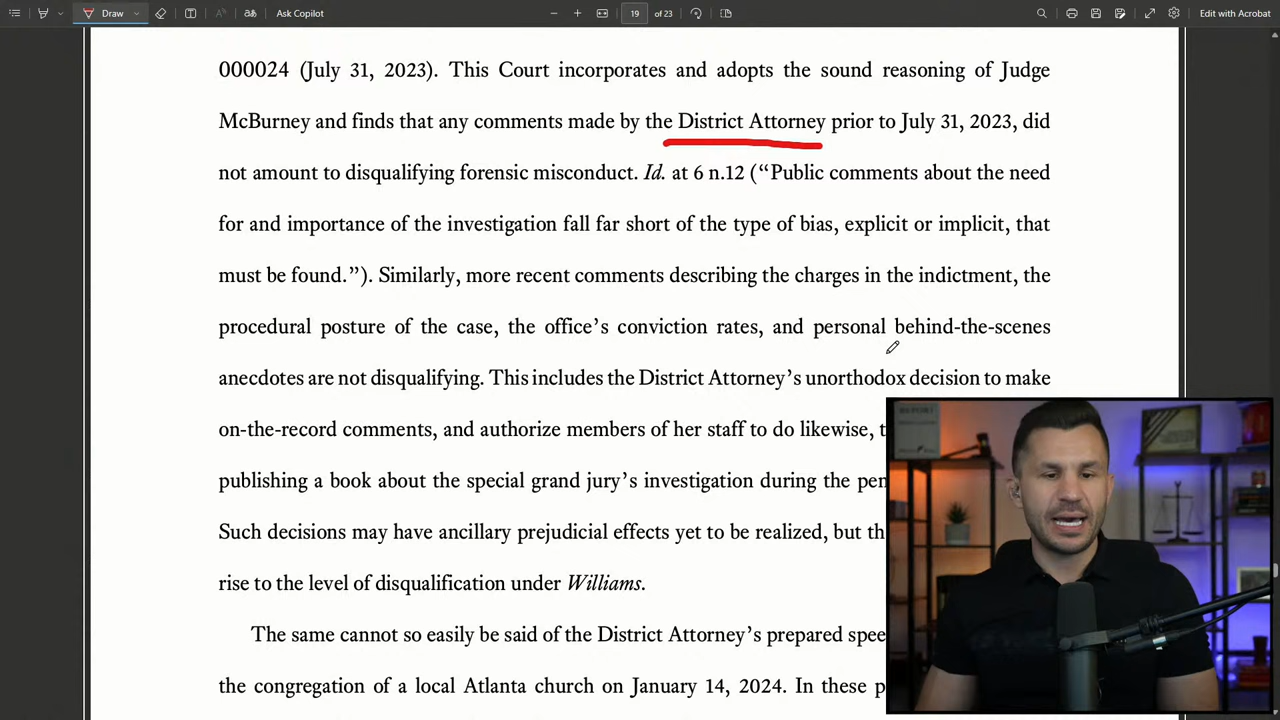 Draw
Ask Copilot
19 of 23
Edit with Acrobat
000024 (July 31, 2023). This Court incorporates and adopts the sound reasoning of Judge
McBurney and finds that any comments made by the District Attorney prior to July 31, 2023, did
not amount to disqualifying forensic misconduct. Id. at 6 n.12 (“Public comments about the need
for and importance of the investigation fall far short of the type of bias, explicit or implicit, that
must be found.”). Similarly, more recent comments describing the charges in the indictment, the
procedural posture of the case, the office’s conviction rates, and personal behind-the-scenes
anecdotes are not disqualifying. This includes the District Attorney’s unorthodox decision to make
on-the-record comments, and authorize members of her staff to do likewise, t
publishing a book about the special grand jury’s investigation during the pen
Such decisions may have ancillary prejudicial effects yet to be realized, but th
rise to the level of disqualification under Williams.
The same cannot so easily be said of the District Attorney’s prepared spee
the congregation of a local Atlanta church on January 14, 2024. In these p